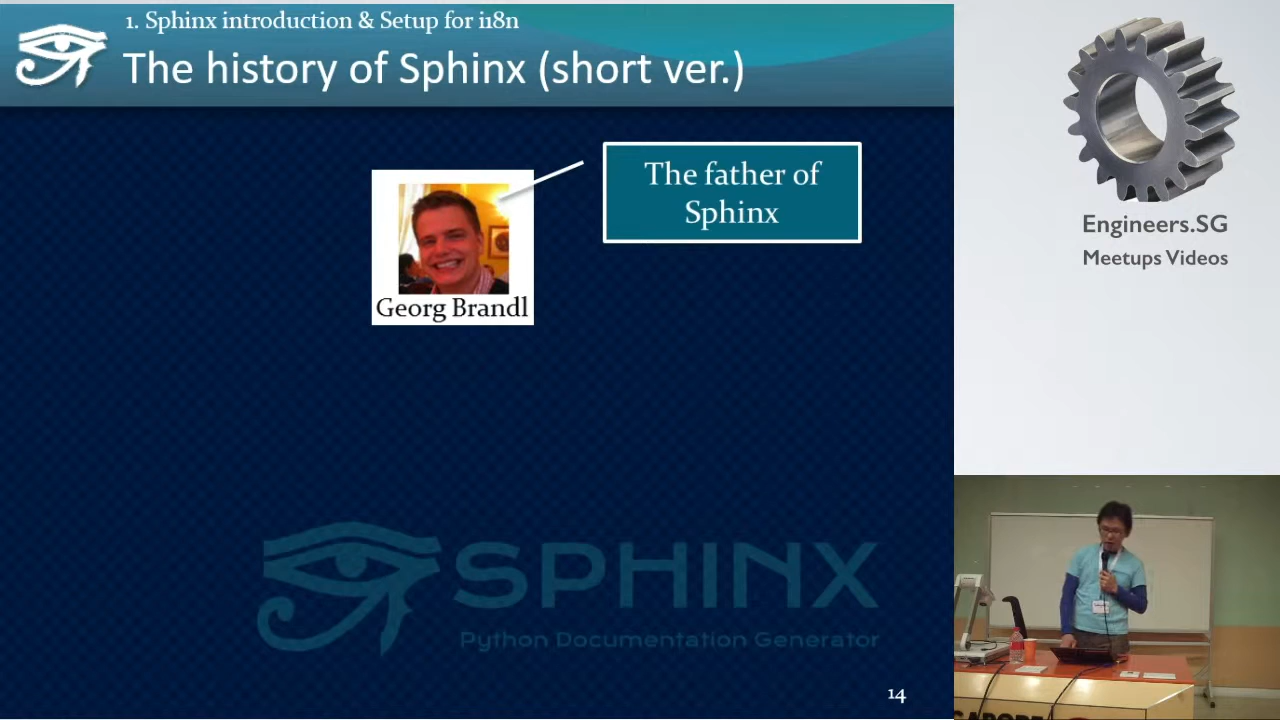 1. Sphinx introduction & Setup for i18n
The history of Sphinx (short ver.)
The father of
Sphinx
Georg Brandl
SPHINX
Python Documentation Generator
14
Engineers.SG
Meetups Videos